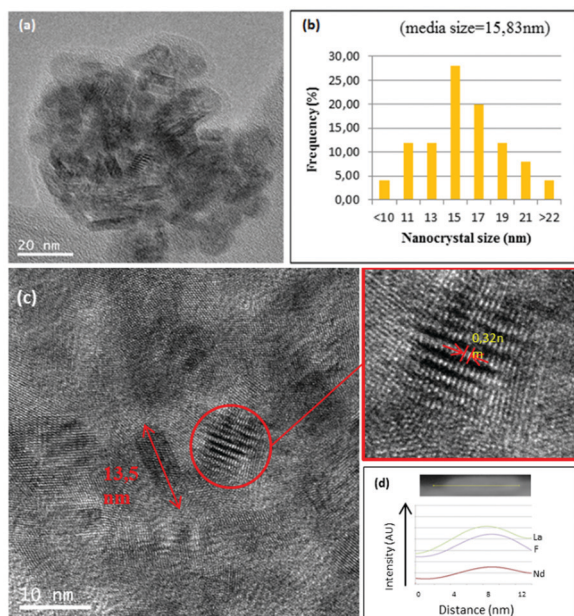 (a)
20 nm
(b)
(media size=15,83nm)
Frequency (%)
30,00
25,00
20,00
15,00
10,00
5,00
0,00
<10 11 13 15 17 19 21 >22
Nanocrystal size (nm)
(c)
13,5
nm
10 nm
0,32n
m
(d)
Intensity (AU)
La
F
Nd
0 4 8 12
Distance (nm)